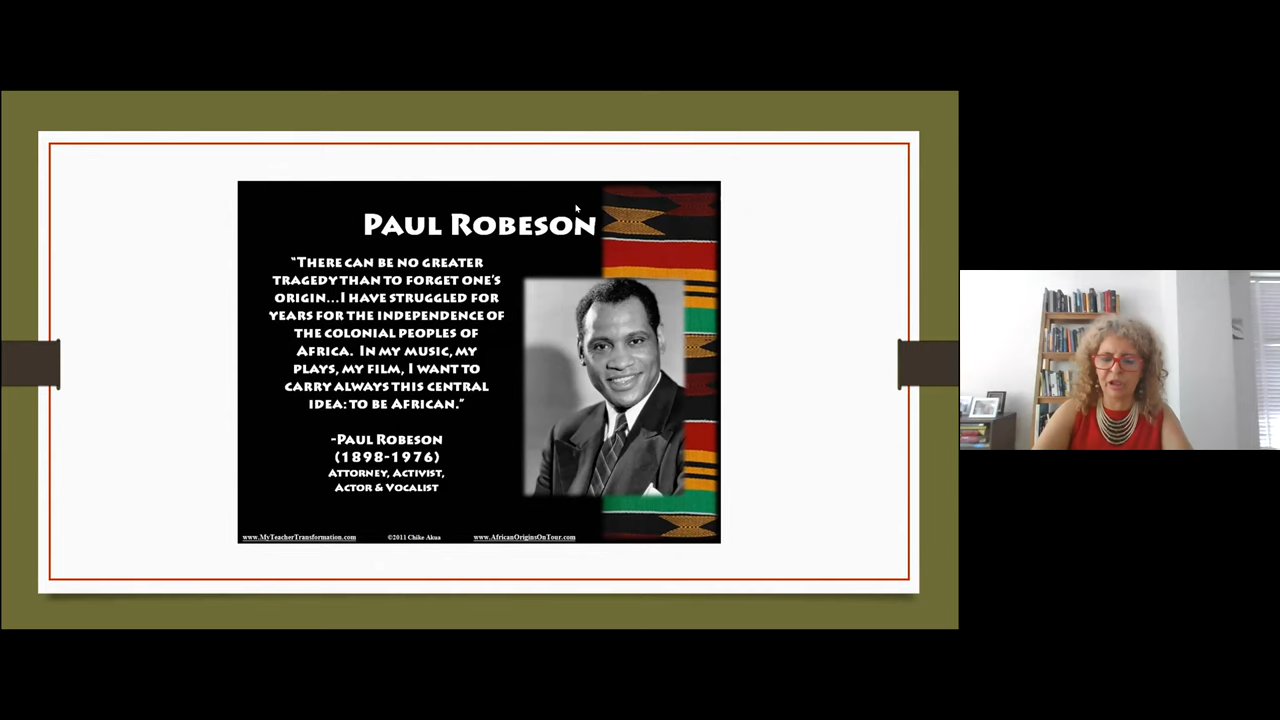 PAUL ROBESON
"THERE CAN BE NO GREATER
TRAGEDY THAN TO FORGET ONE'S
ORIGIN...I HAVE STRUGGLED FOR
YEARS FOR THE INDEPENDENCE OF
THE COLONIAL PEOPLES OF
AFRICA. IN MY MUSIC, MY
PLAYS, MY FILM, I WANT TO
CARRY ALWAYS THIS CENTRAL
IDEA: TO BE AFRICAN."
-PAUL ROBESON
(1898-1976)
ATTORNEY, ACTIVIST,
ACTOR & VOCALIST
www.MyTeacherTransformation.com ©2011 Chike Akua www.AfricanOriginsOnTour.com